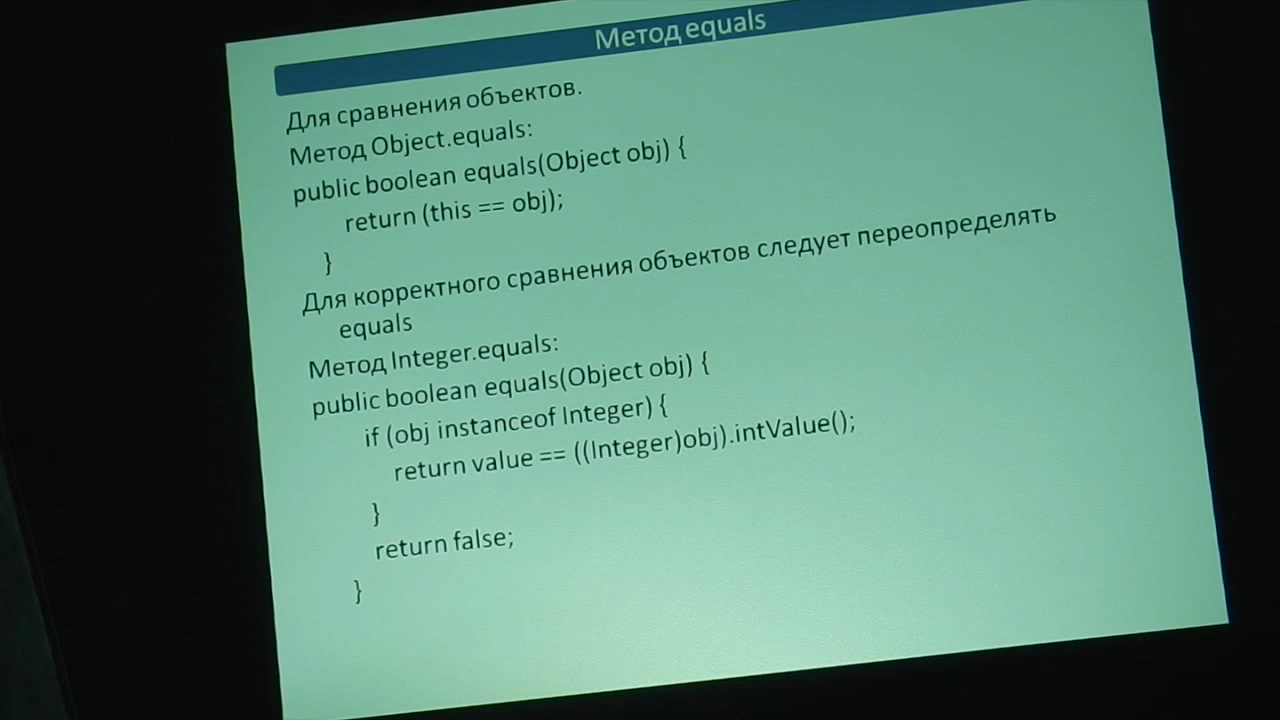 Метод equals
Для сравнения объектов.
Метод Object.equals:
public boolean equals(Object obj) {
return (this == obj);
}
Для корректного сравнения объектов следует переопределять
equals
Метод Integer.equals:
public boolean equals(Object obj) {
if (obj instanceof Integer) {
return value == ((Integer)obj).intValue();
}
return false;
}